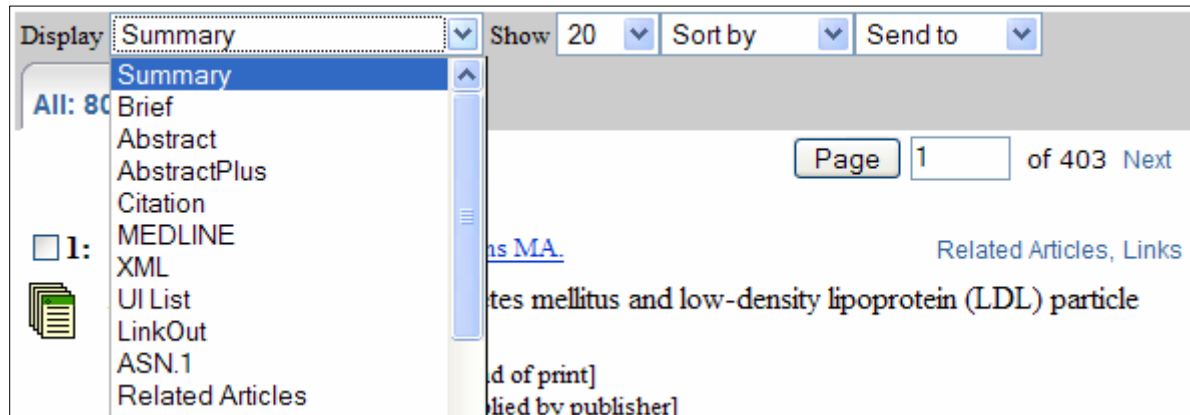 Display Summary Show 20 Sort by Send to
Summary
All: 80
Brief
Abstract
AbstractPlus
Page 1 of 403 Next
Citation
MEDLINE
1: MA. Related Articles, Links
XML
UI List mellitus and low-density lipoprotein (LDL) particle
LinkOut
ASN.1
of print]
Related Articles
by publisher]